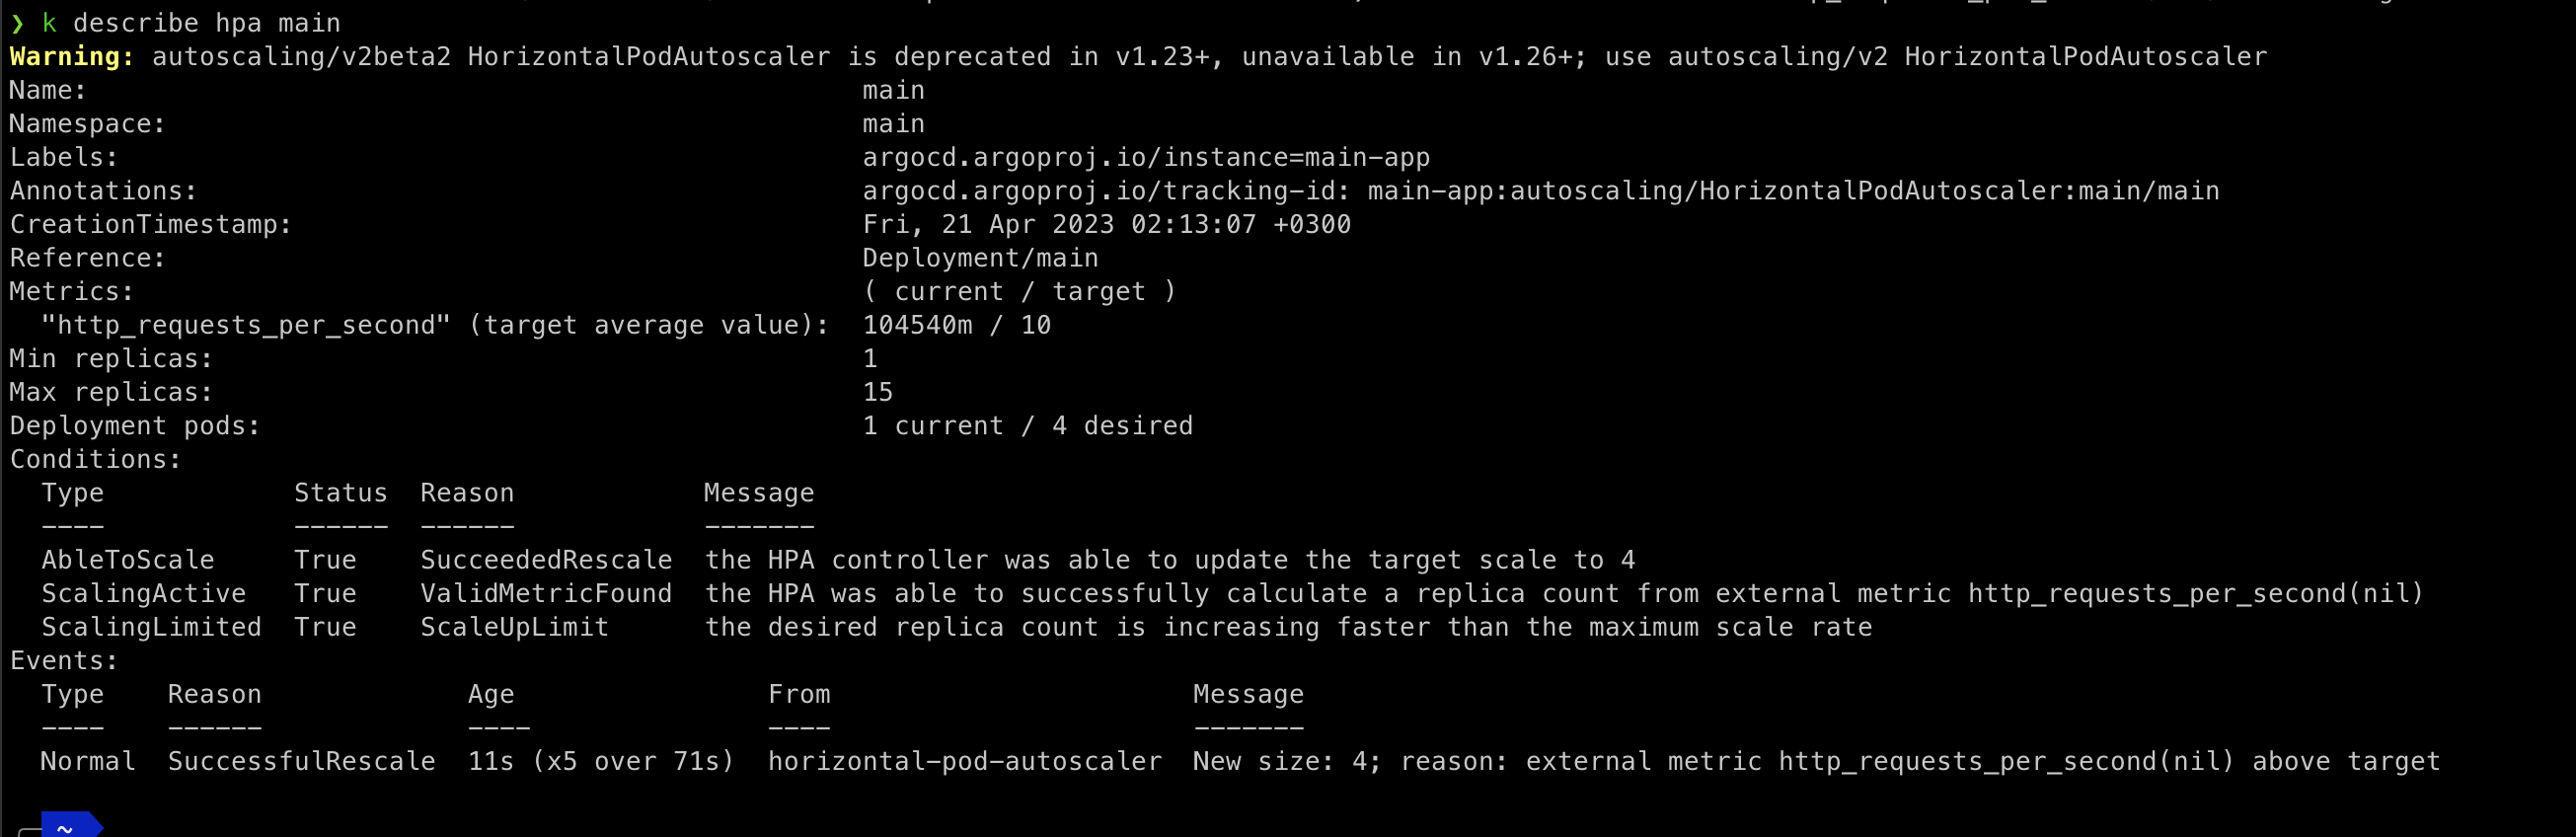 ❯ k describe hpa main
Warning: autoscaling/v2beta2 HorizontalPodAutoscaler is deprecated in v1.23+, unavailable in v1.26+; use autoscaling/v2 HorizontalPodAutoscaler
Name: main
Namespace: main
Labels: argocd.argoproj.io/instance=main-app
Annotations: argocd.argoproj.io/tracking-id: main-app:autoscaling/HorizontalPodAutoscaler:main/main
CreationTimestamp: Fri, 21 Apr 2023 02:13:07 +0300
Reference: Deployment/main
Metrics: ( current / target )
"http_requests_per_second" (target average value): 104540m / 10
Min replicas: 1
Max replicas: 15
Deployment pods: 1 current / 4 desired
Conditions:
Type Status Reason Message
---- ------ ------ -------
AbleToScale True SucceededRescale the HPA controller was able to update the target scale to 4
ScalingActive True ValidMetricFound the HPA was able to successfully calculate a replica count from external metric http_requests_per_second(nil)
ScalingLimited True ScaleUpLimit the desired replica count is increasing faster than the maximum scale rate
Events:
Type Reason Age From Message
---- ------ ---- ---- -------
Normal SuccessfulRescale 11s (x5 over 71s) horizontal-pod-autoscaler New size: 4; reason: external metric http_requests_per_second(nil) above target
~